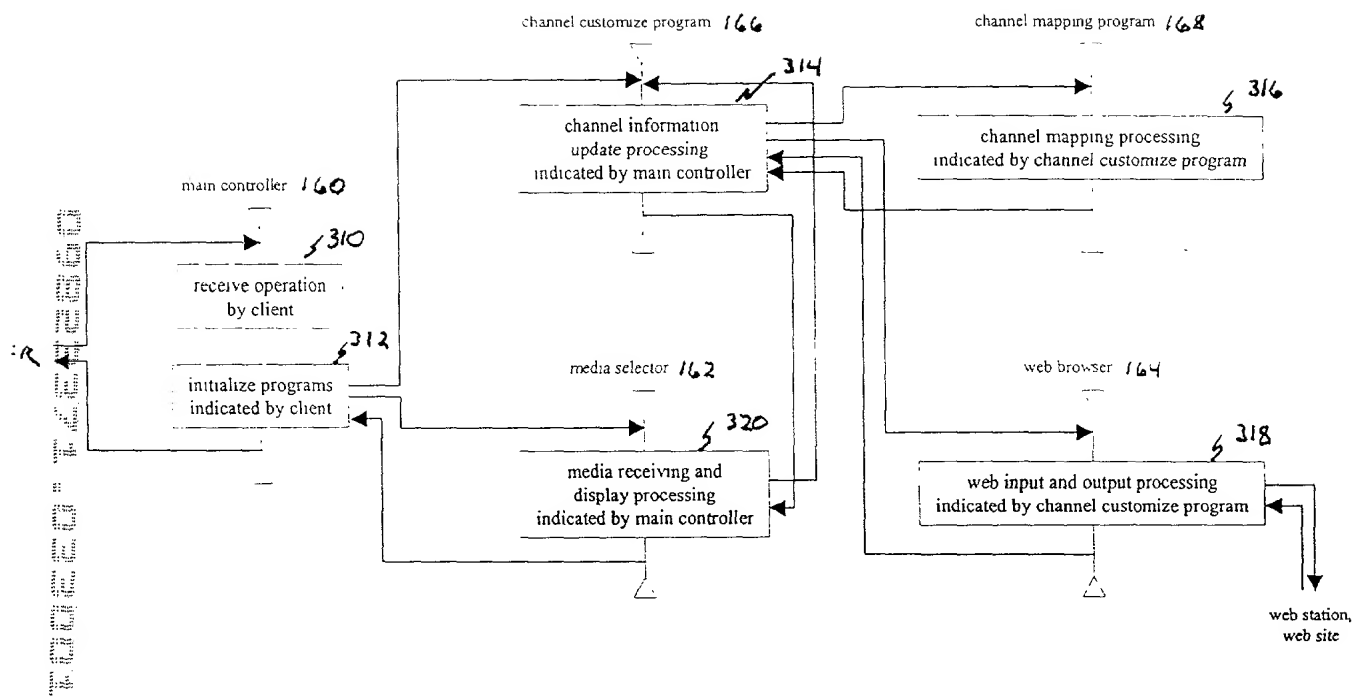 channel customize program 166
channel mapping program 168
314
316
channel information
update processing
indicated by main controller
channel mapping processing
indicated by channel customize program
main controller 160
310
receive operation
by client
312
initialize programs
indicated by client
media selector 162
web browser 164
320
318
media receiving and
display processing
indicated by main controller
web input and output processing
indicated by channel customize program
web station,
web site